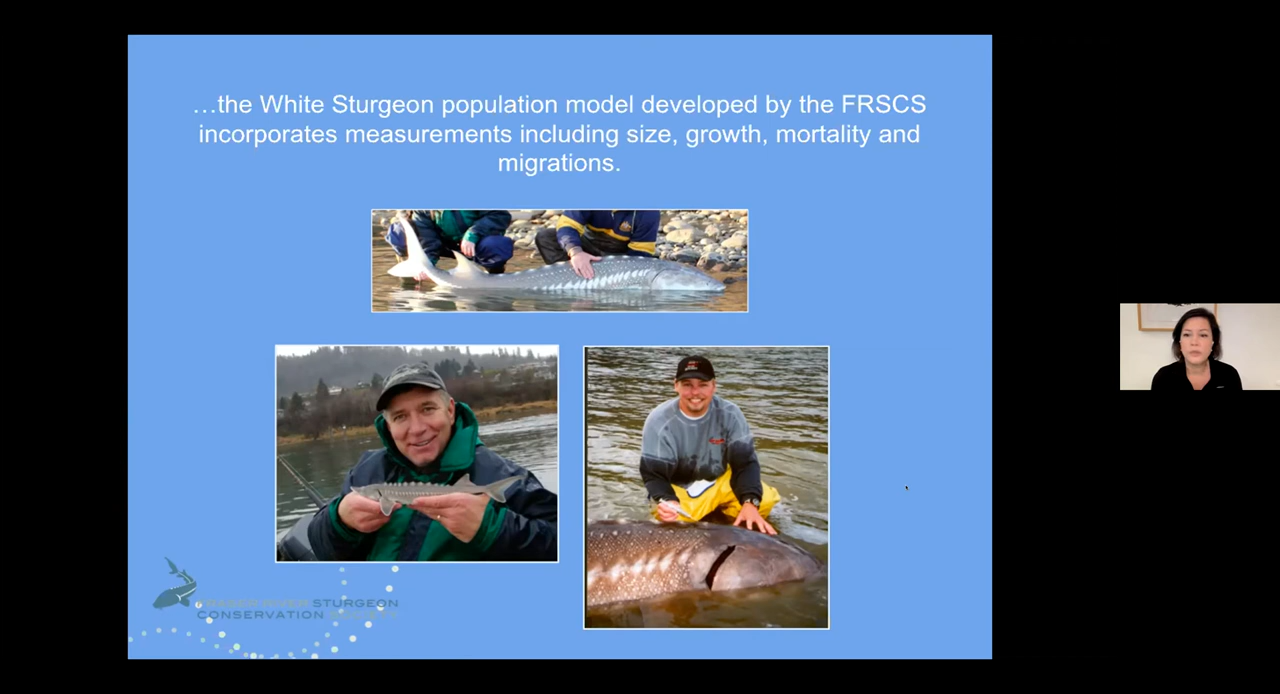 …the White Sturgeon population model developed by the FRSCS
incorporates measurements including size, growth, mortality and
migrations.
FRASER RIVER STURGEON
CONSERVATION SOCIETY